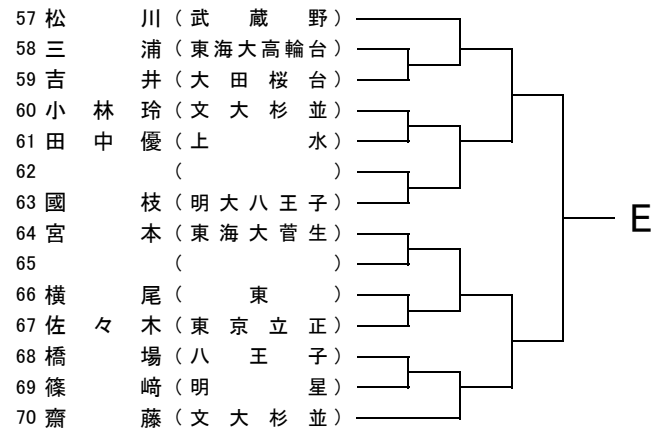 57 松川（武蔵野）
58 三浦（東海大高輪台）
59 吉井（大田桜台）
60 小林玲（文大杉並）
61 田中優（上水）
62 （ ）
63 國枝（明大八王子）
64 宮本（東海大菅生）
65 （ ）
66 横尾（東）
67 佐々木（東京立正）
68 橋場（八王子）
69 篠﨑（明星）
70 齋藤（文大杉並）
E